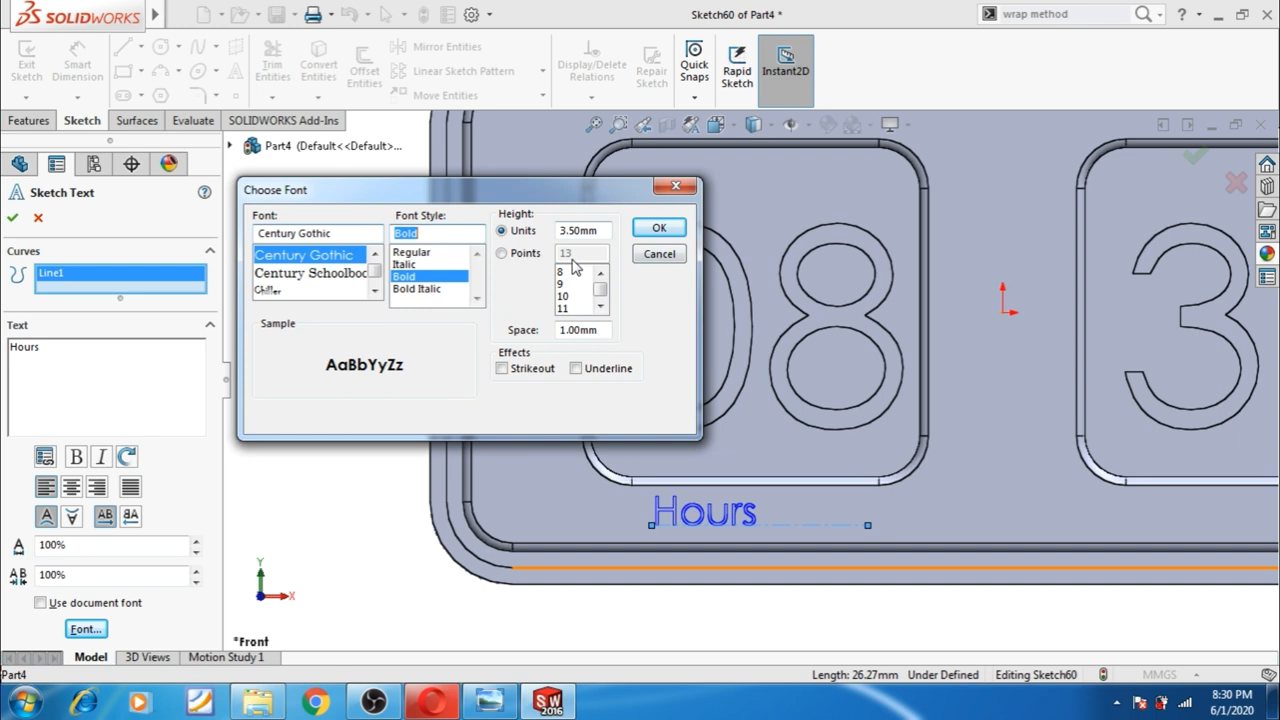 SOLIDWORKS
Sketch60 of Part4 *
wrap method
?
Exit Sketch
Smart Dimension
Trim Entities
Convert Entities
Offset Entities
Mirror Entities
Linear Sketch Pattern
Move Entities
Display/Delete Relations
Repair Sketch
Quick Snaps
Rapid Sketch
Instant2D
Features
Sketch
Surfaces
Evaluate
SOLIDWORKS Add-Ins
Part4 (Default<<Default>...
Sketch Text
Curves
Line1
Text
Hours
B I
AB
100%
100%
Use document font
Font...
Choose Font
Font:
Century Gothic
Century Gothic
Century Schoolboo
Chiller
Font Style:
Bold
Regular
Italic
Bold
Bold Italic
Height:
Units 3.50mm
Points 13
8
9
10
11
Space: 1.00mm
OK
Cancel
Sample
AaBbYyZz
Effects
Strikeout
Underline
08
3
Hours
Y
X
*Front
Model
3D Views
Motion Study 1
Part4
Length: 26.27mm
Under Defined
Editing Sketch60
MMGS
SW
2016
8:30 PM
6/1/2020